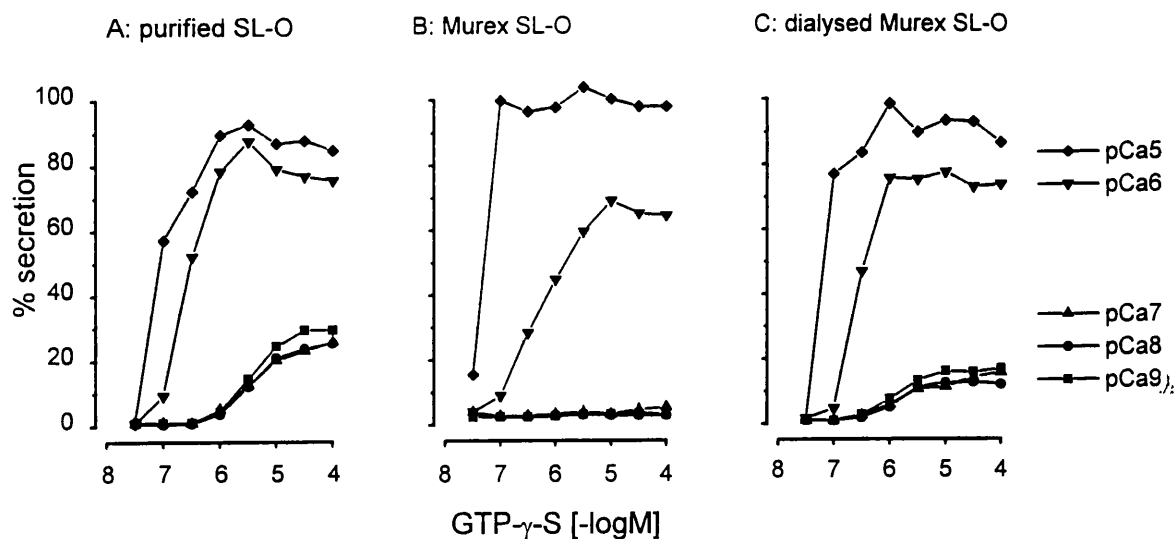 A: purified SL-O
B: Murex SL-O
C: dialysed Murex SL-O
% secretion
100
80
60
40
20
0
8 7 6 5 4
8 7 6 5 4
8 7 6 5 4
GTP-γ-S [-logM]
pCa5
pCa6
pCa7
pCa8
pCa9